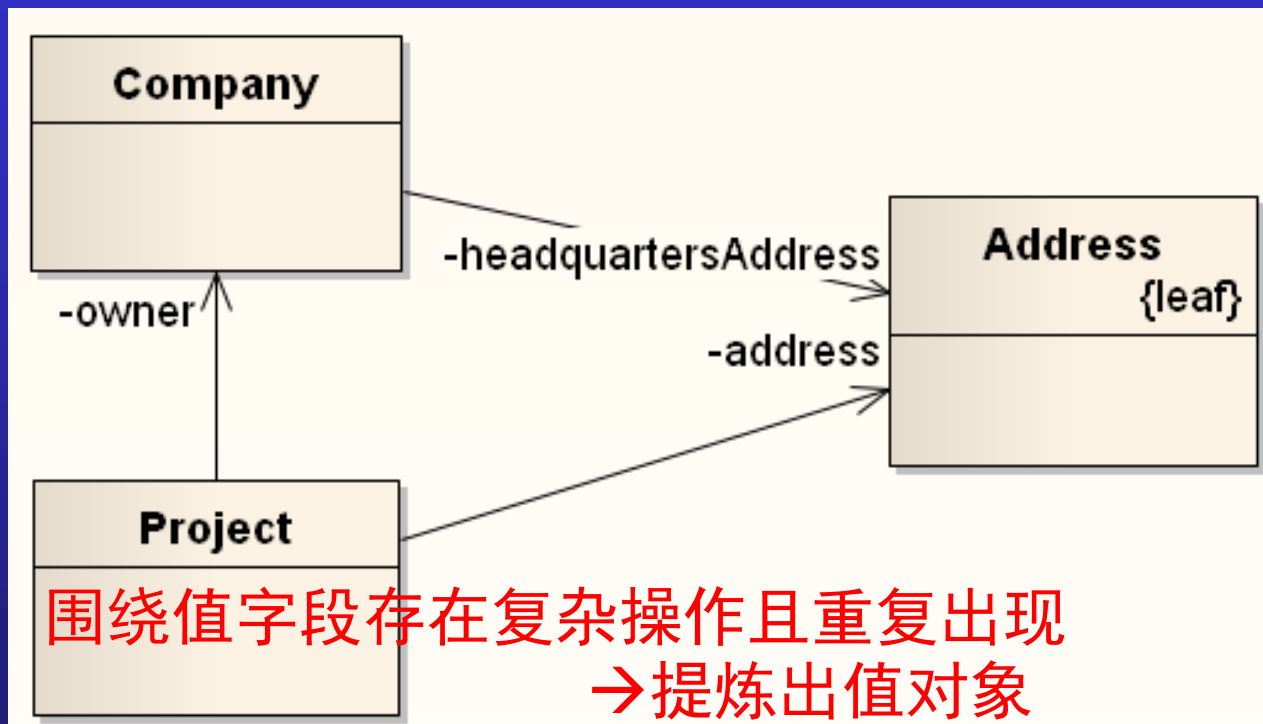 Company
-headquartersAddress
Address
{leaf}
-owner
-address
Project
围绕值字段存在复杂操作且重复出现
→提炼出值对象